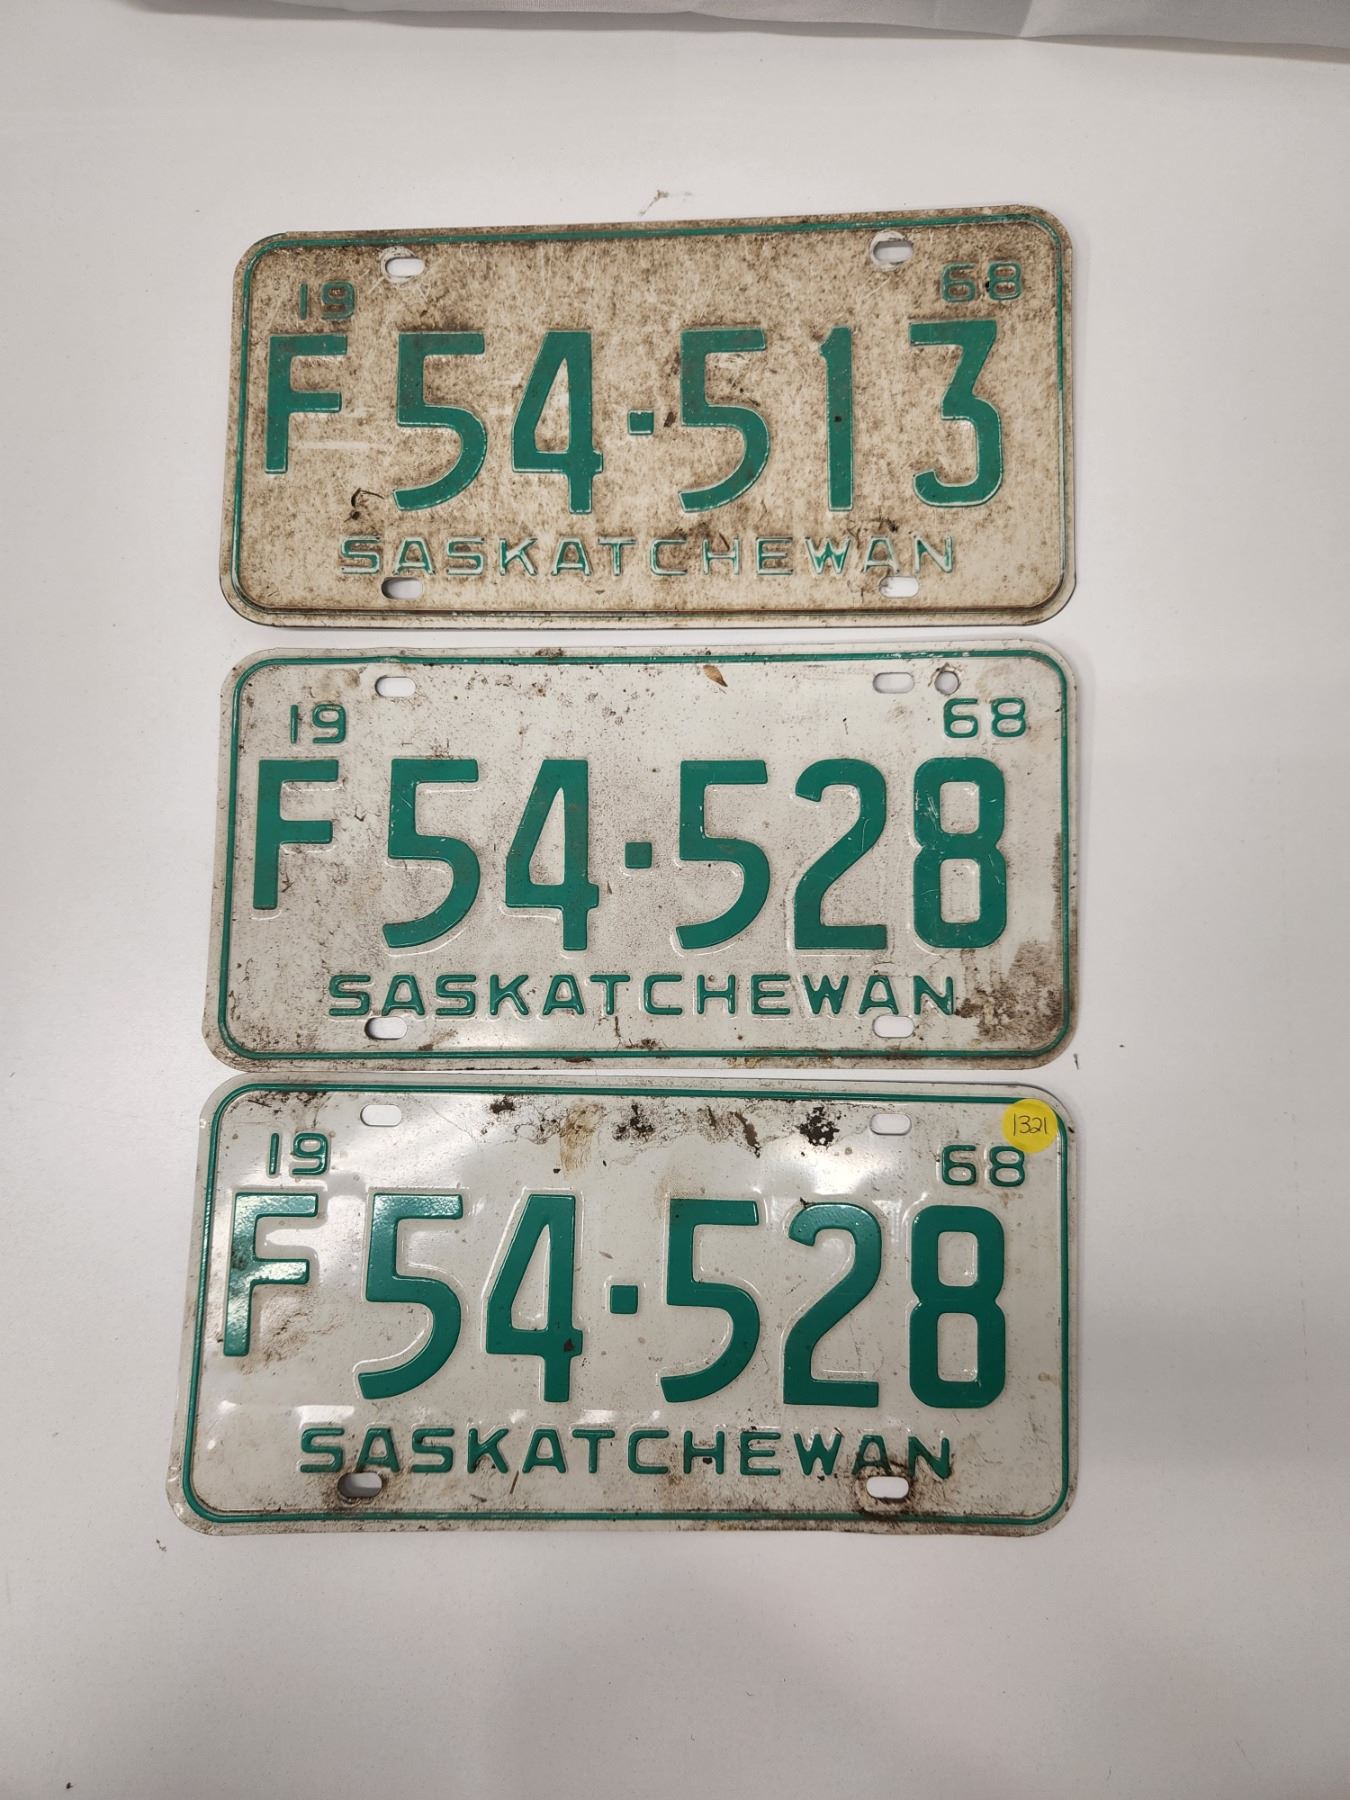 19 68
F54-513
SASKATCHEWAN
19 68
F54-528
SASKATCHEWAN
1321
19 68
F54-528
SASKATCHEWAN